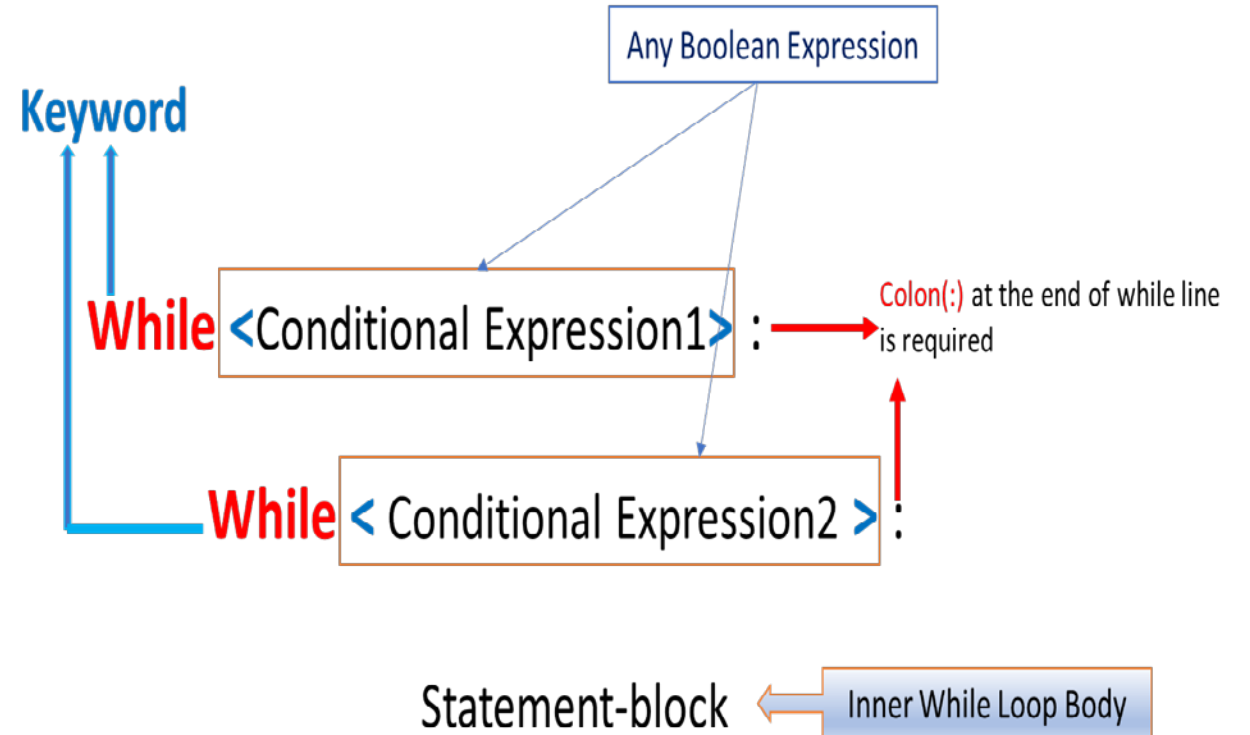 Any Boolean Expression
Keyword
While <Conditional Expression1> :
Colon(:) at the end of while line
is required
While < Conditional Expression2 > :
Statement-block
Inner While Loop Body